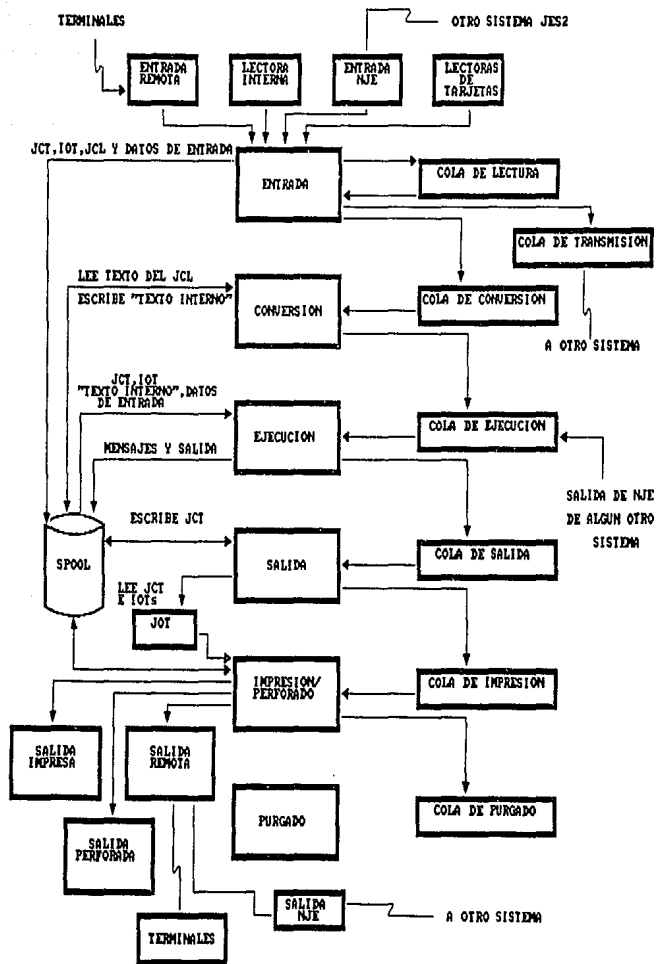 TERMINALES
OTRO SISTEMA JES2
ENTRADA
REMOTA
LECTORA
INTERNA
ENTRADA
NJE
LECTORAS
DE
TARJETAS
JCT,IOT,JCL Y DATOS DE ENTRADA
ENTRADA
COLA DE LECTURA
COLA DE TRANSMISION
LEE TEXTO DEL JCL
ESCRIBE "TEXTO INTERNO"
CONVERSION
COLA DE CONVERSION
A OTRO SISTEMA
JCT,IOT
"TEXTO INTERNO",DATOS
DE ENTRADA
EJECUCION
COLA DE EJECUCION
MENSAJES Y SALIDA
SALIDA DE NJE
DE ALGUN OTRO
SISTEMA
ESCRIBE JCT
SPOOL
SALIDA
COLA DE SALIDA
LEE JCT
E IOTs
JOT
IMPRESION/
PERFORADO
COLA DE IMPRESION
SALIDA
IMPRESA
SALIDA
REMOTA
PURGADO
COLA DE PURGADO
SALIDA
PERFORADA
SALIDA
NJE
A OTRO SISTEMA
TERMINALES